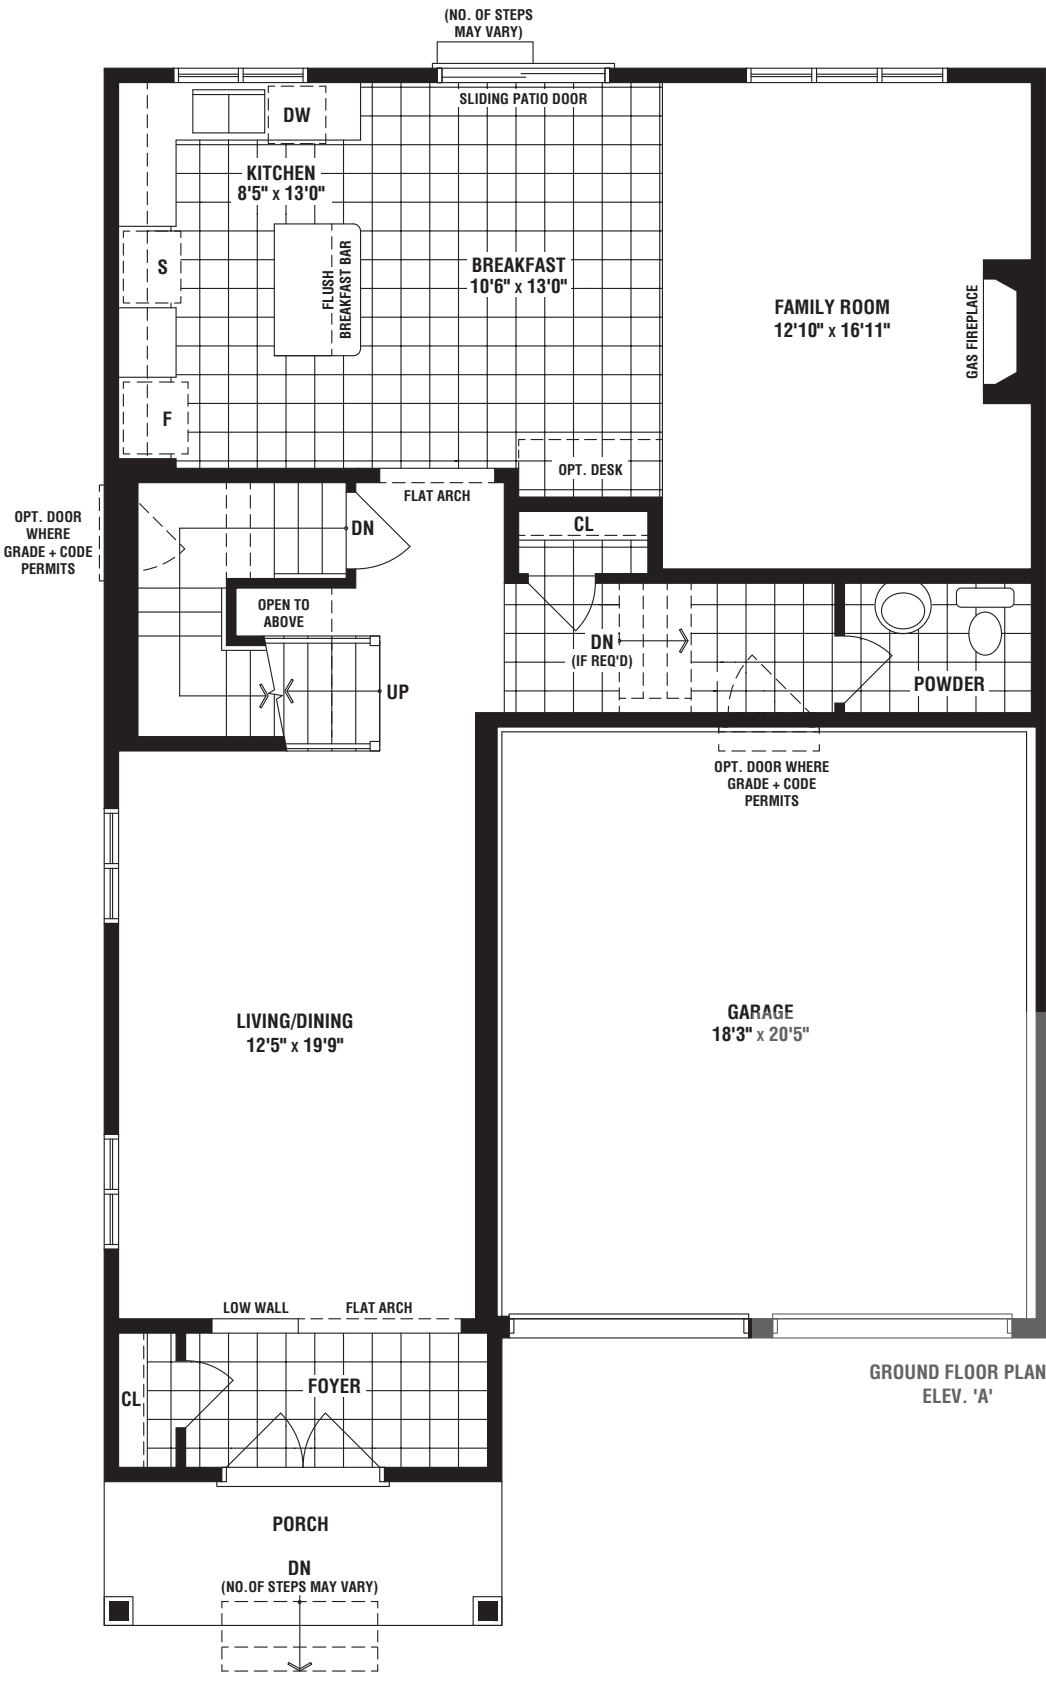 (NO. OF STEPS
MAY VARY)
SLIDING PATIO DOOR
DW
KITCHEN
8'5" x 13'0"
S
FLUSH
BREAKFAST BAR
BREAKFAST
10'6" x 13'0"
FAMILY ROOM
12'10" x 16'11"
GAS FIREPLACE
F
OPT. DESK
FLAT ARCH
OPT. DOOR
WHERE
GRADE + CODE
PERMITS
DN
CL
OPEN TO
ABOVE
DN
(IF REQ'D)
UP
POWDER
OPT. DOOR WHERE
GRADE + CODE
PERMITS
LIVING/DINING
12'5" x 19'9"
GARAGE
18'3" x 20'5"
LOW WALL
FLAT ARCH
CL
FOYER
GROUND FLOOR PLAN
ELEV. 'A'
PORCH
DN
(NO.OF STEPS MAY VARY)